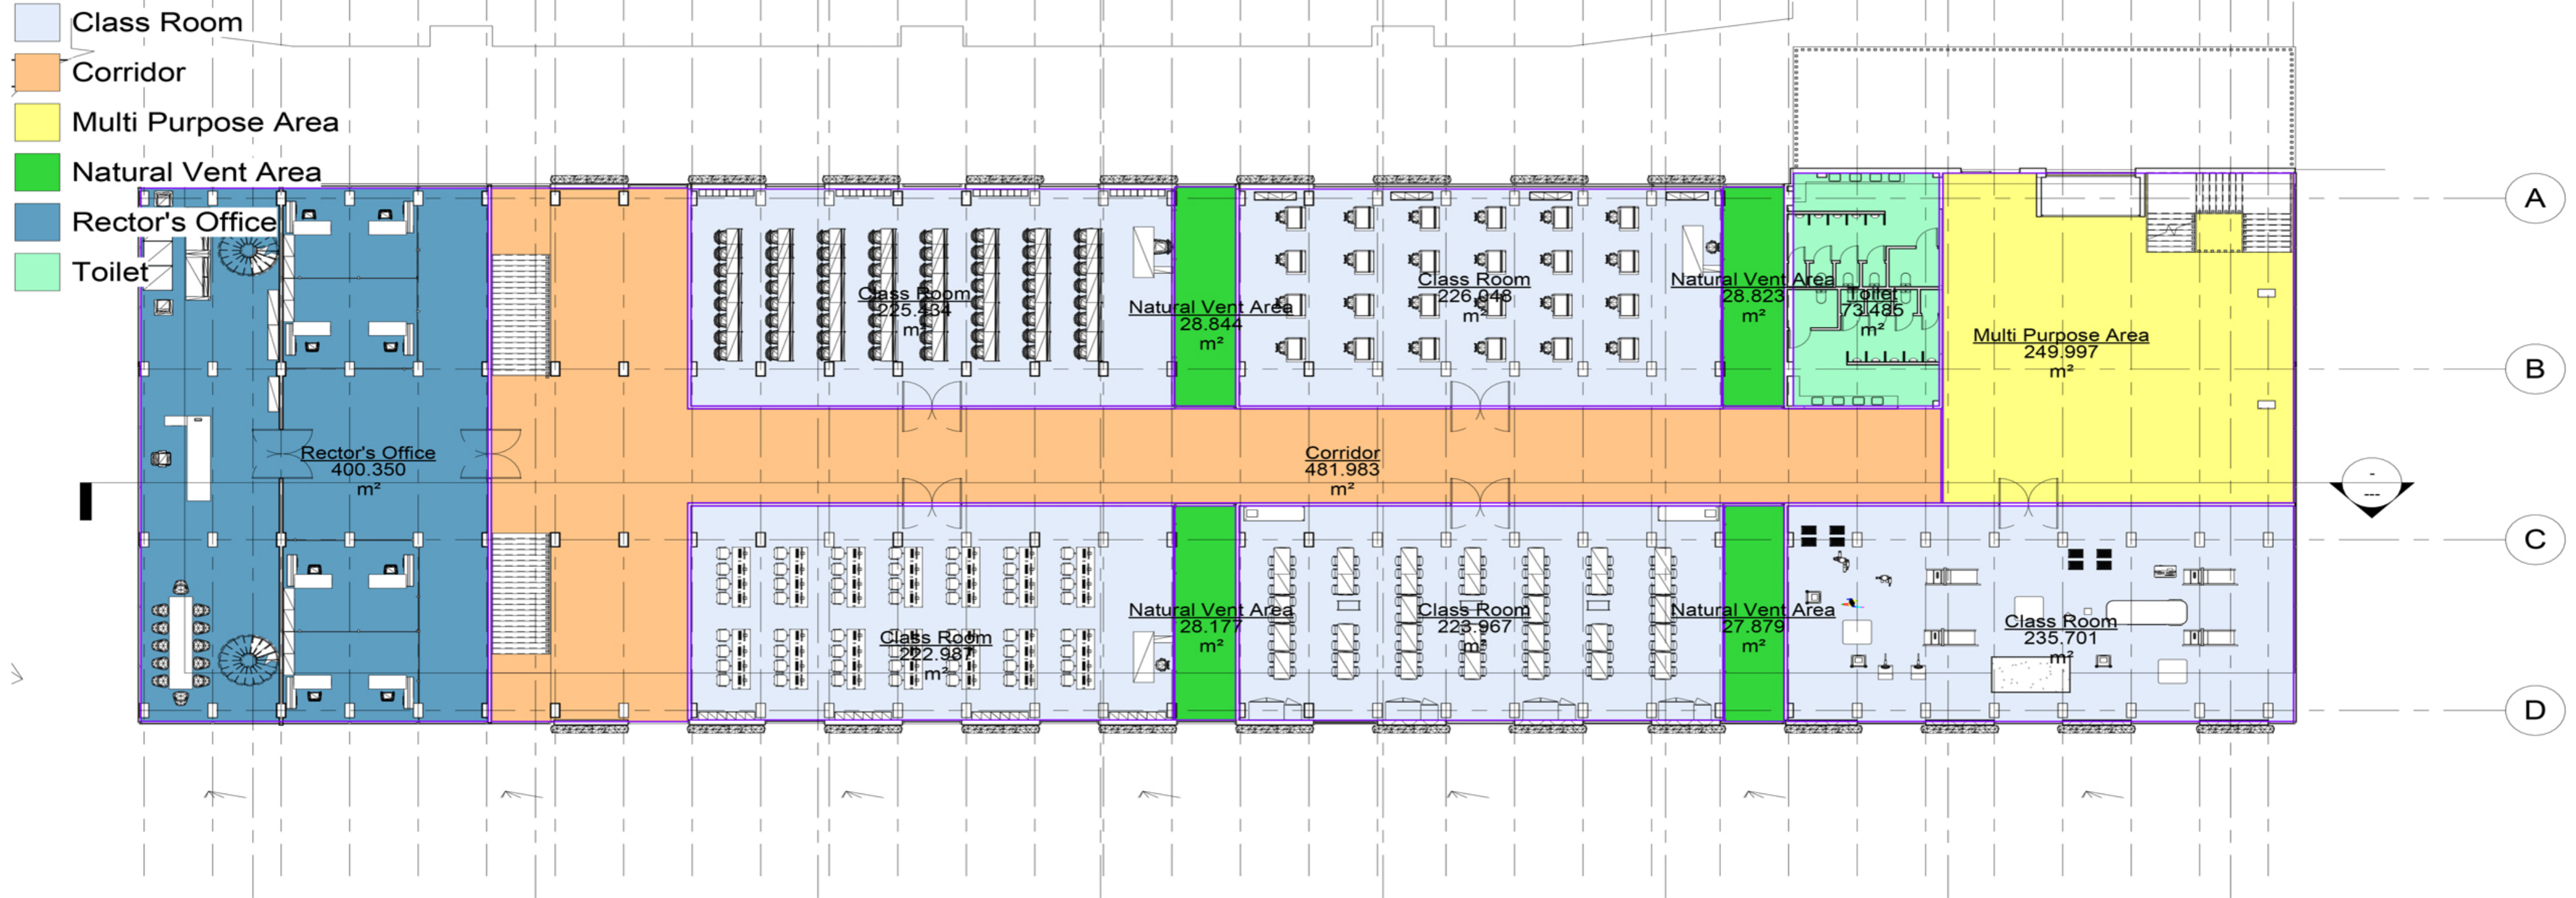 Class Room
Corridor
Multi Purpose Area
Natural Vent Area
Rector's Office
Toilet
A
B
C
D
Class Room
225.434
m²
Natural Vent Area
28.844
m²
Class Room
226.048
m²
Natural Vent Area
28.823
m²
Toilet
73.485
m²
Multi Purpose Area
249.997
m²
Rector's Office
400.350
m²
Corridor
481.983
m²
-
---
Class Room
222.987
m²
Natural Vent Area
28.177
m²
Class Room
223.967
m²
Natural Vent Area
27.879
m²
Class Room
235.701
m²